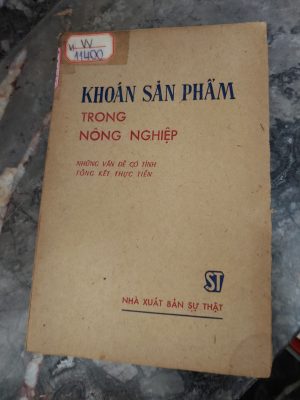 VV
11400
KHOÁN SẢN PHẨM
TRONG
NÔNG NGHIỆP
NHỮNG VẤN ĐỀ CÓ TÍNH
TỔNG KẾT THỰC TIỄN
ST
NHÀ XUẤT BẢN SỰ THẬT